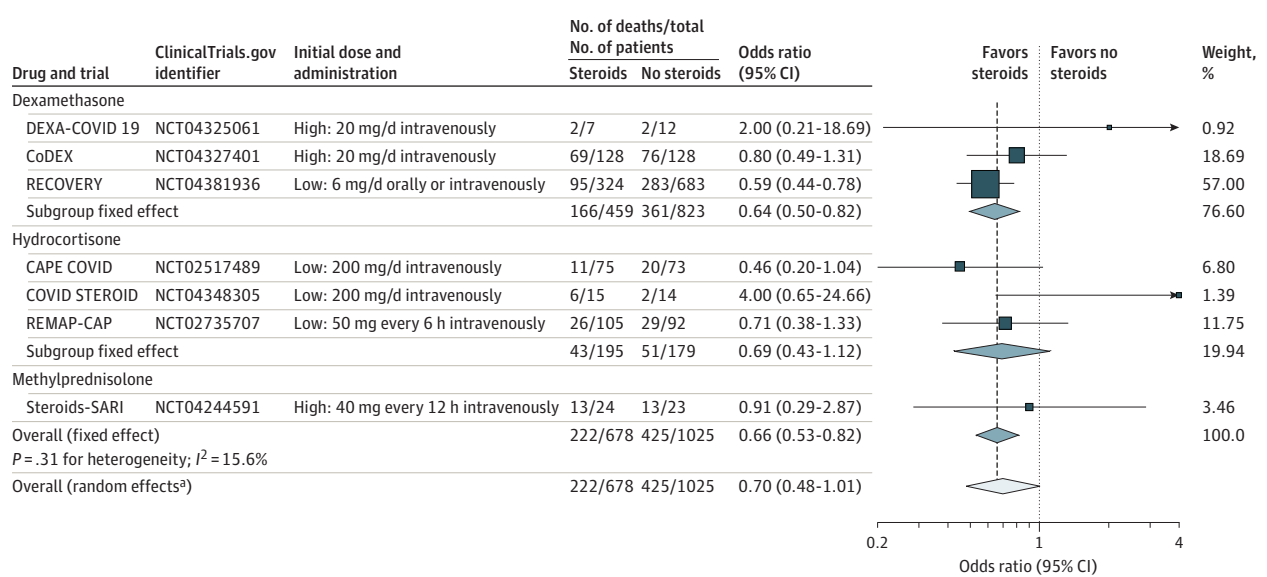 No. of deaths/total
No. of patients
Drug and trial ClinicalTrials.gov identifier Initial dose and administration Steroids No steroids Odds ratio (95% CI) Favors steroids Favors no steroids Weight, %
Dexamethasone
DEXA-COVID 19 NCT04325061 High: 20 mg/d intravenously 2/7 2/12 2.00 (0.21-18.69) 0.92
CoDEX NCT04327401 High: 20 mg/d intravenously 69/128 76/128 0.80 (0.49-1.31) 18.69
RECOVERY NCT04381936 Low: 6 mg/d orally or intravenously 95/324 283/683 0.59 (0.44-0.78) 57.00
Subgroup fixed effect 166/459 361/823 0.64 (0.50-0.82) 76.60
Hydrocortisone
CAPE COVID NCT02517489 Low: 200 mg/d intravenously 11/75 20/73 0.46 (0.20-1.04) 6.80
COVID STEROID NCT04348305 Low: 200 mg/d intravenously 6/15 2/14 4.00 (0.65-24.66) 1.39
REMAP-CAP NCT02735707 Low: 50 mg every 6 h intravenously 26/105 29/92 0.71 (0.38-1.33) 11.75
Subgroup fixed effect 43/195 51/179 0.69 (0.43-1.12) 19.94
Methylprednisolone
Steroids-SARI NCT04244591 High: 40 mg every 12 h intravenously 13/24 13/23 0.91 (0.29-2.87) 3.46
Overall (fixed effect) 222/678 425/1025 0.66 (0.53-0.82) 100.0
P = .31 for heterogeneity; I² = 15.6%
Overall (random effectsᵃ) 222/678 425/1025 0.70 (0.48-1.01)
0.2 1 4
Odds ratio (95% CI)